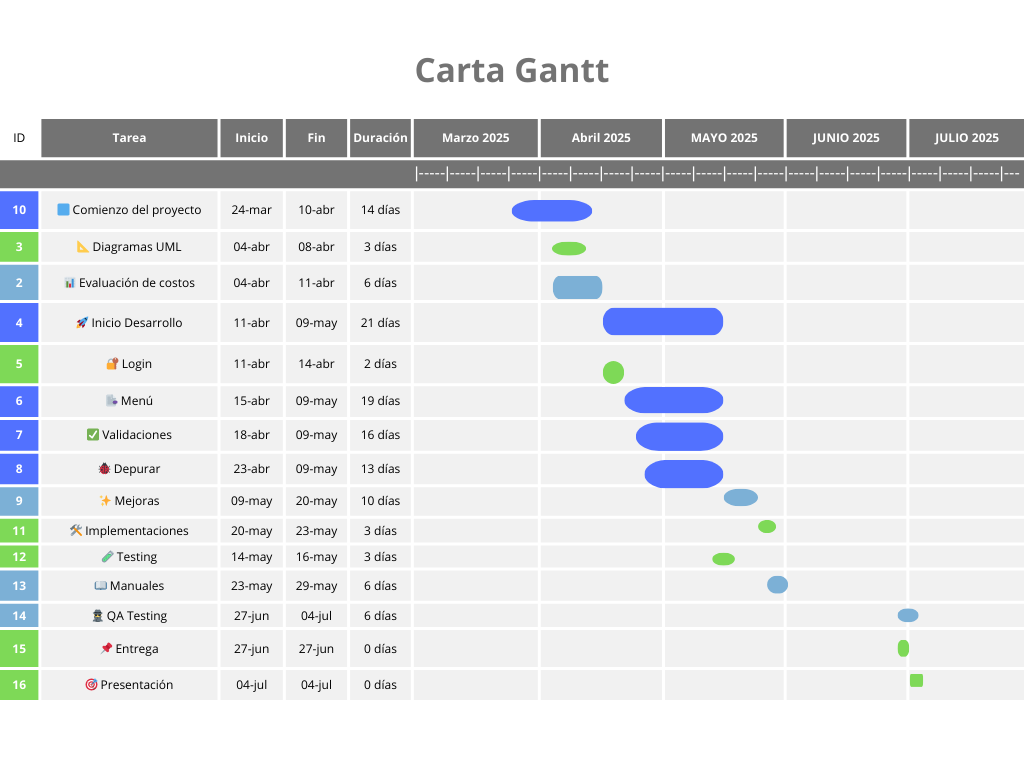 Carta Gantt
ID Tarea Inicio Fin Duración Marzo 2025 Abril 2025 MAYO 2025 JUNIO 2025 JULIO 2025
|-----|-----|-----|-----|-----|-----|-----|-----|-----|-----|-----|-----|-----|-----|-----|-----|-----|-----|-----|---
10 🟦 Comienzo del proyecto 24-mar 10-abr 14 días
3 📐 Diagramas UML 04-abr 08-abr 3 días
2 📊 Evaluación de costos 04-abr 11-abr 6 días
4 🚀 Inicio Desarrollo 11-abr 09-may 21 días
5 🔐 Login 11-abr 14-abr 2 días
6 Menú 15-abr 09-may 19 días
7 ✅ Validaciones 18-abr 09-may 16 días
8 🐞 Depurar 23-abr 09-may 13 días
9 ✨ Mejoras 09-may 20-may 10 días
11 🛠️ Implementaciones 20-may 23-may 3 días
12 🧪 Testing 14-may 16-may 3 días
13 📖 Manuales 23-may 29-may 6 días
14 QA Testing 27-jun 04-jul 6 días
15 📌 Entrega 27-jun 27-jun 0 días
16 🎯 Presentación 04-jul 04-jul 0 días